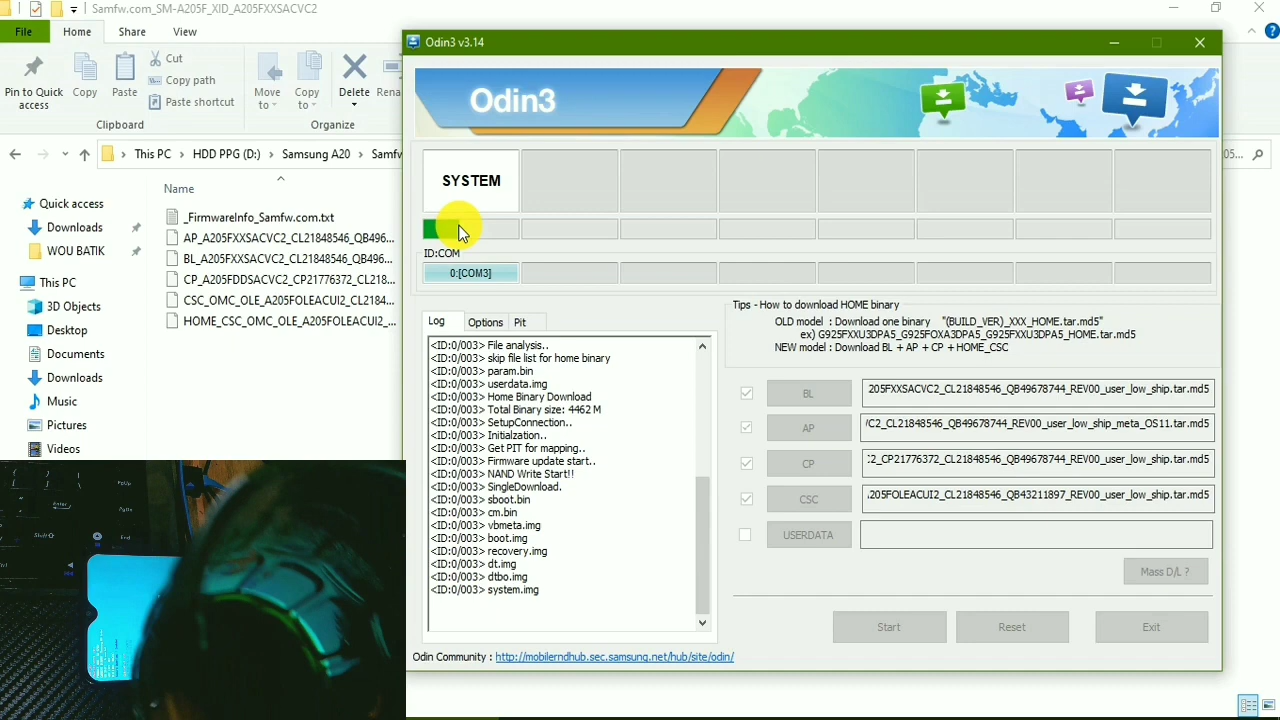 Samfw.com_SM-A205F_XID_A205FXXSACVC2
File
Home
Share
View
Pin to Quick
access
Copy
Paste
Cut
Copy path
Paste shortcut
Move
to
Copy
to
Delete
Clipboard
Organize
This PC
HDD PPG (D:)
Samsung A20
Samfw
05...
Quick access
Downloads
WOU BATIK
This PC
3D Objects
Desktop
Documents
Downloads
Music
Pictures
Videos
Name
_FirmwareInfo_Samfw.com.txt
AP_A205FXXSACVC2_CL21848546_QB496...
BL_A205FXXSACVC2_CL21848546_QB496...
CP_A205FDDSACVC2_CP21776372_CL218...
CSC_OMC_OLE_A205FOLEACUI2_CL2184...
HOME_CSC_OMC_OLE_A205FOLEACUI2_...
Odin3 v3.14
Odin3
SYSTEM
ID:COM
0:[COM3]
Log
Options
Pit
<ID:0/003> File analysis..
<ID:0/003> skip file list for home binary
<ID:0/003> param.bin
<ID:0/003> userdata.img
<ID:0/003> Home Binary Download
<ID:0/003> Total Binary size: 4462 M
<ID:0/003> SetupConnection..
<ID:0/003> Initialzation..
<ID:0/003> Get PIT for mapping..
<ID:0/003> Firmware update start..
<ID:0/003> NAND Write Start!!
<ID:0/003> SingleDownload.
<ID:0/003> sboot.bin
<ID:0/003> cm.bin
<ID:0/003> vbmeta.img
<ID:0/003> boot.img
<ID:0/003> recovery.img
<ID:0/003> dt.img
<ID:0/003> dtbo.img
<ID:0/003> system.img
Tips - How to download HOME binary
OLD model : Download one binary "(BUILD_VER)_XXX_HOME.tar.md5"
ex) G925FXXU3DPA5_G925FOXA3DPA5_G925FXXU3DPA5_HOME.tar.md5
NEW model : Download BL + AP + CP + HOME_CSC
BL
205FXXSACVC2_CL21848546_QB49678744_REV00_user_low_ship.tar.md5
AP
/C2_CL21848546_QB49678744_REV00_user_low_ship_meta_OS11.tar.md5
CP
:2_CP21776372_CL21848546_QB49678744_REV00_user_low_ship.tar.md5
CSC
.205FOLEACUI2_CL21848546_QB43211897_REV00_user_low_ship.tar.md5
USERDATA
Mass D/L ?
Start
Reset
Exit
Odin Community : http://mobilerndhub.sec.samsung.net/hub/site/odin/